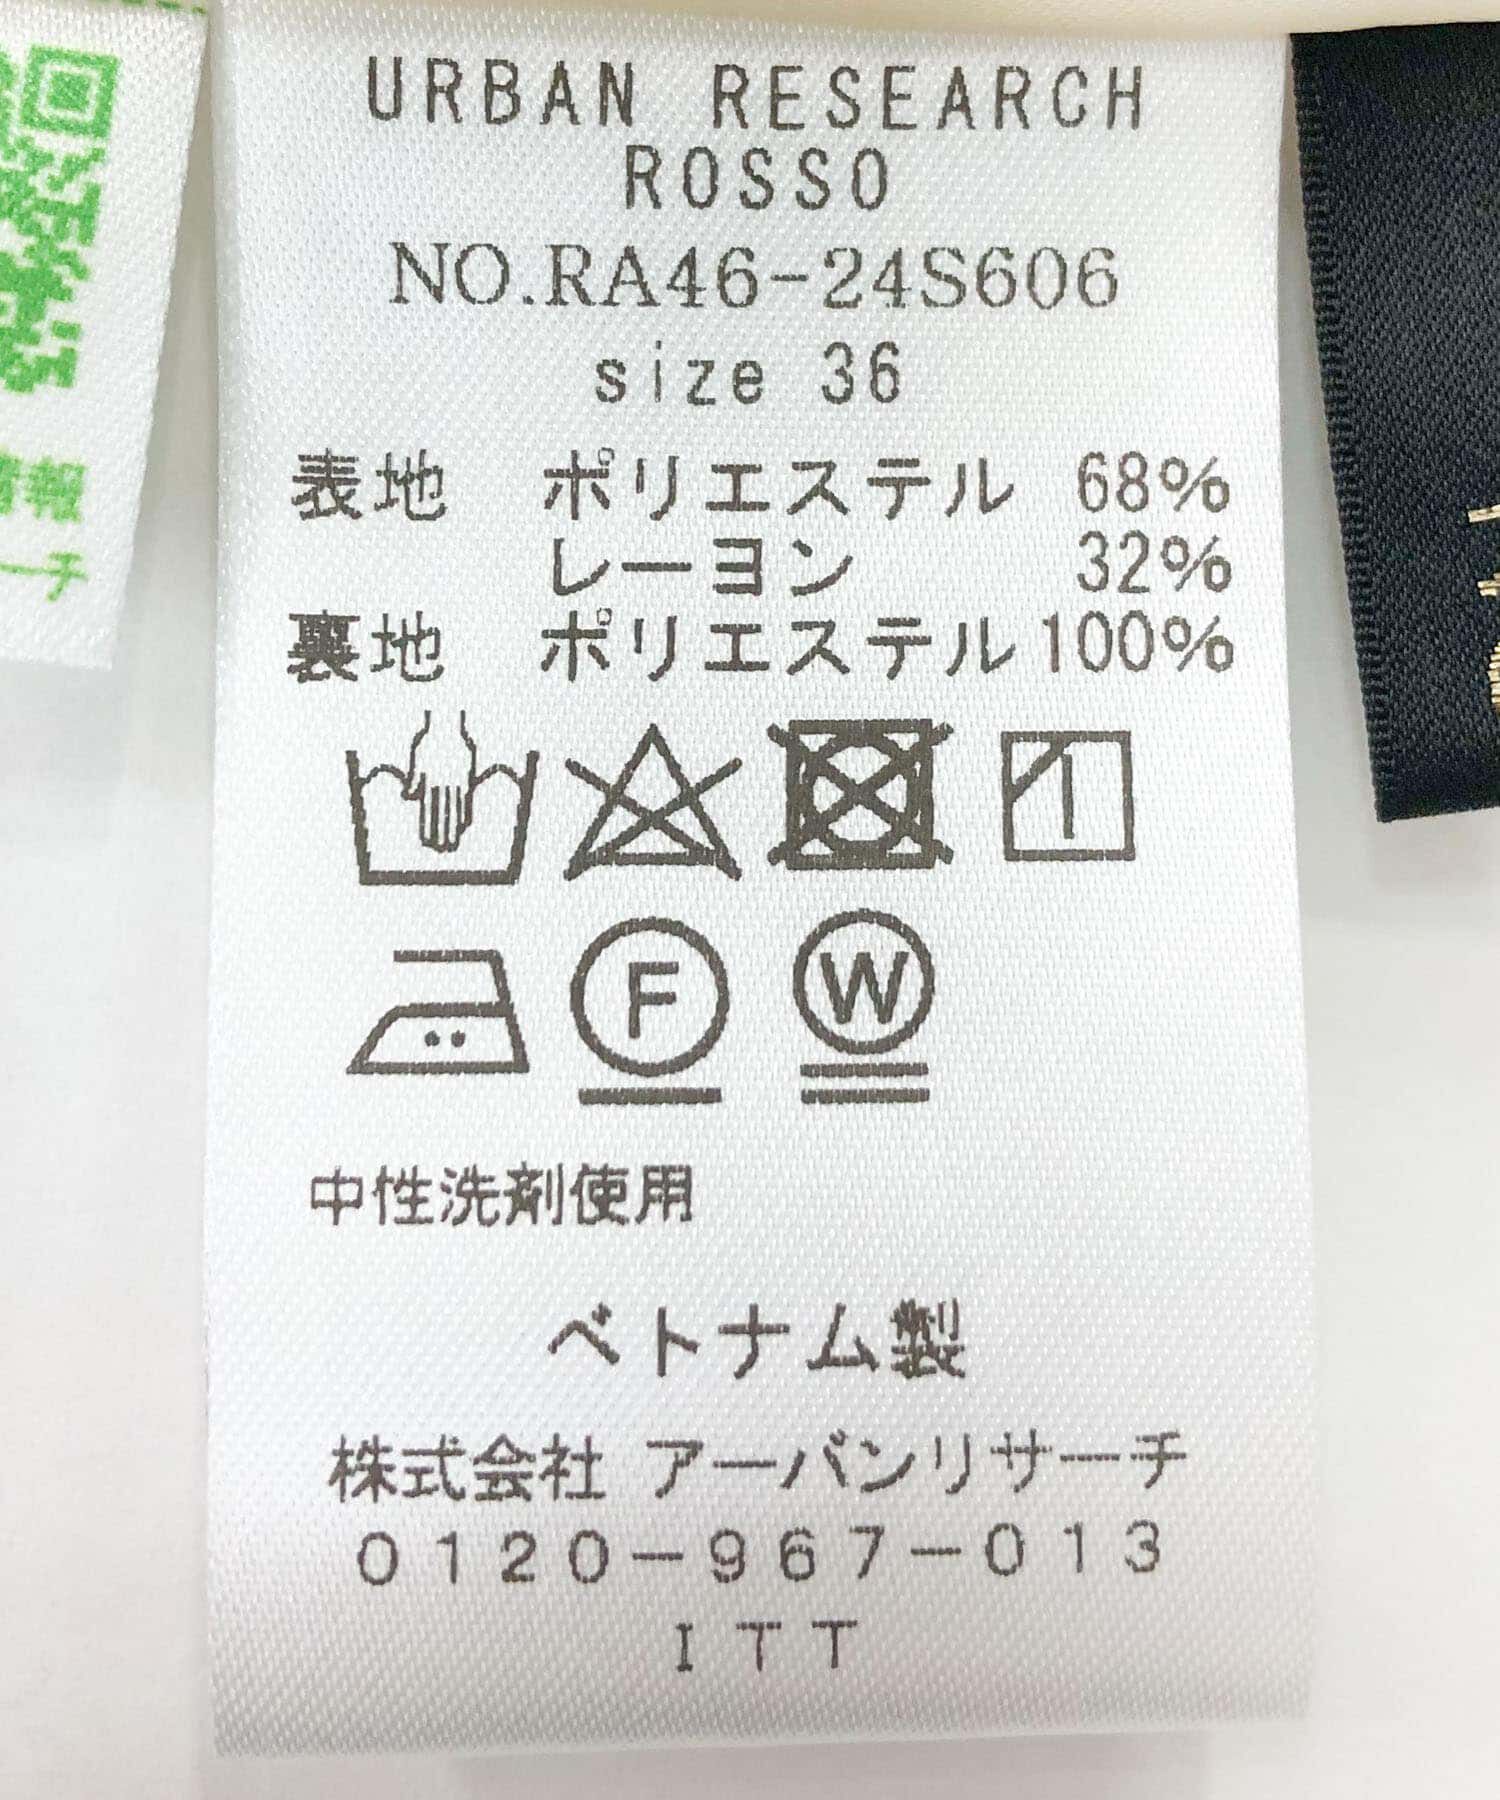 URBAN RESEARCH
ROSSO
NO.RA46-24S606
size 36
表地 ポリエステル 68%
レーヨン 32%
裏地 ポリエステル 100%
F
W
中性洗剤使用
ベトナム製
株式会社 アーバンリサーチ
0120-967-013
ITT
報
ーチ